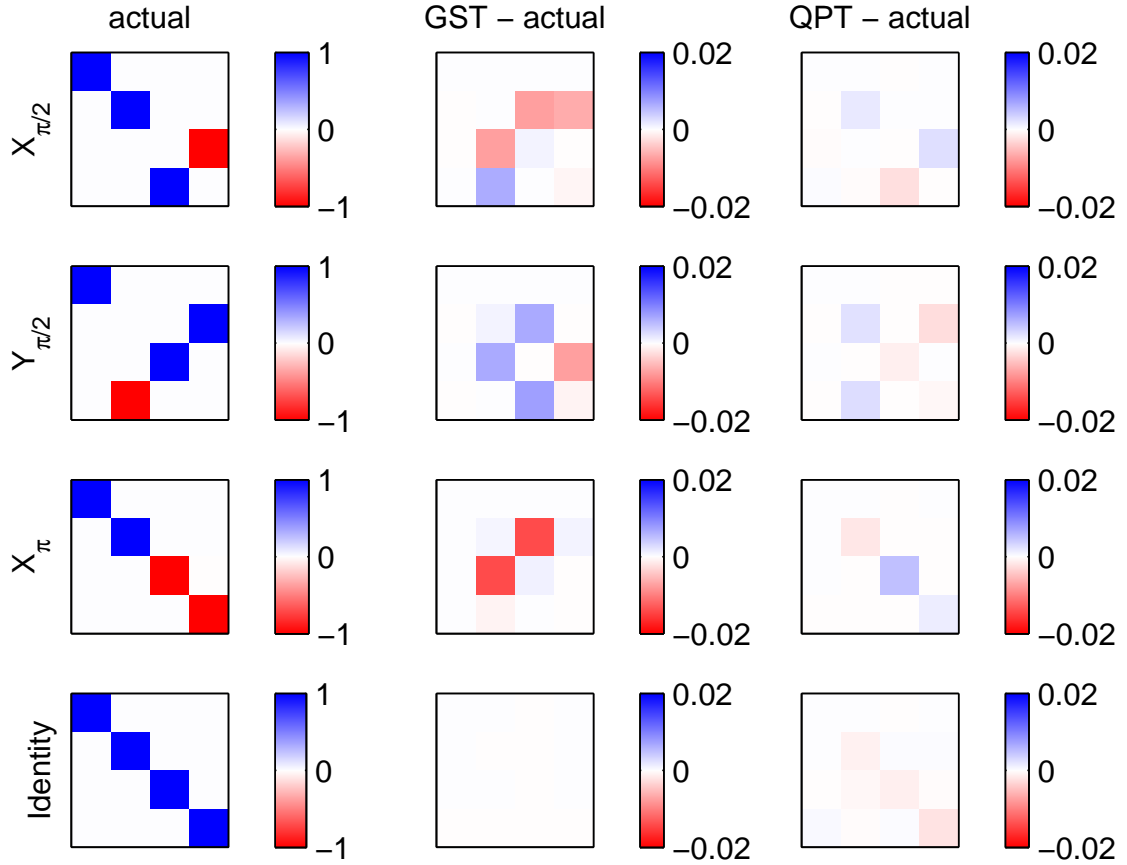 actual GST − actual QPT − actual
X_{π/2} 1 0 −1 0.02 0 −0.02 0.02 0 −0.02
Y_{π/2} 1 0 −1 0.02 0 −0.02 0.02 0 −0.02
X_π 1 0 −1 0.02 0 −0.02 0.02 0 −0.02
Identity 1 0 −1 0.02 0 −0.02 0.02 0 −0.02